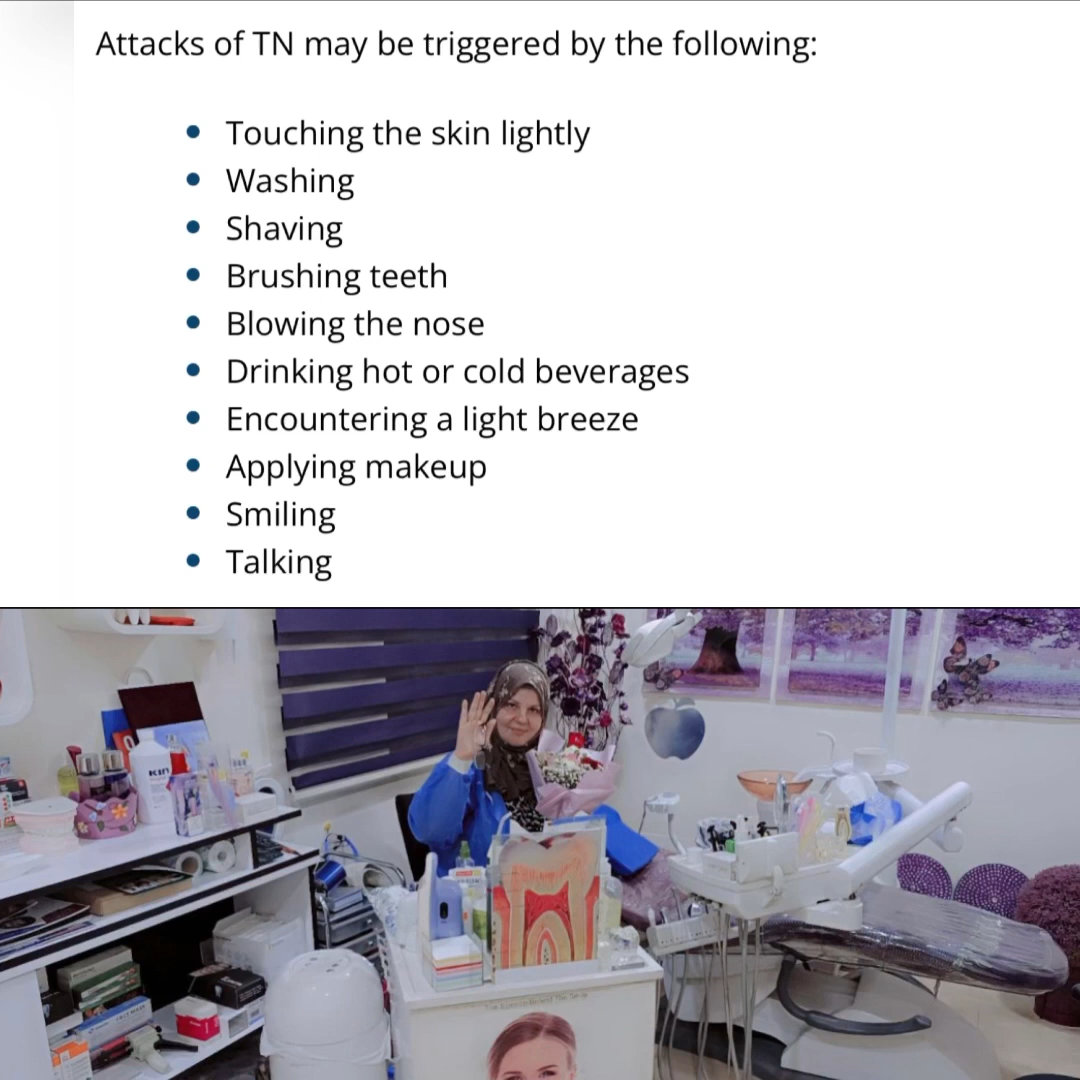 Attacks of TN may be triggered by the following:
• Touching the skin lightly
• Washing
• Shaving
• Brushing teeth
• Blowing the nose
• Drinking hot or cold beverages
• Encountering a light breeze
• Applying makeup
• Smiling
• Talking
KIN